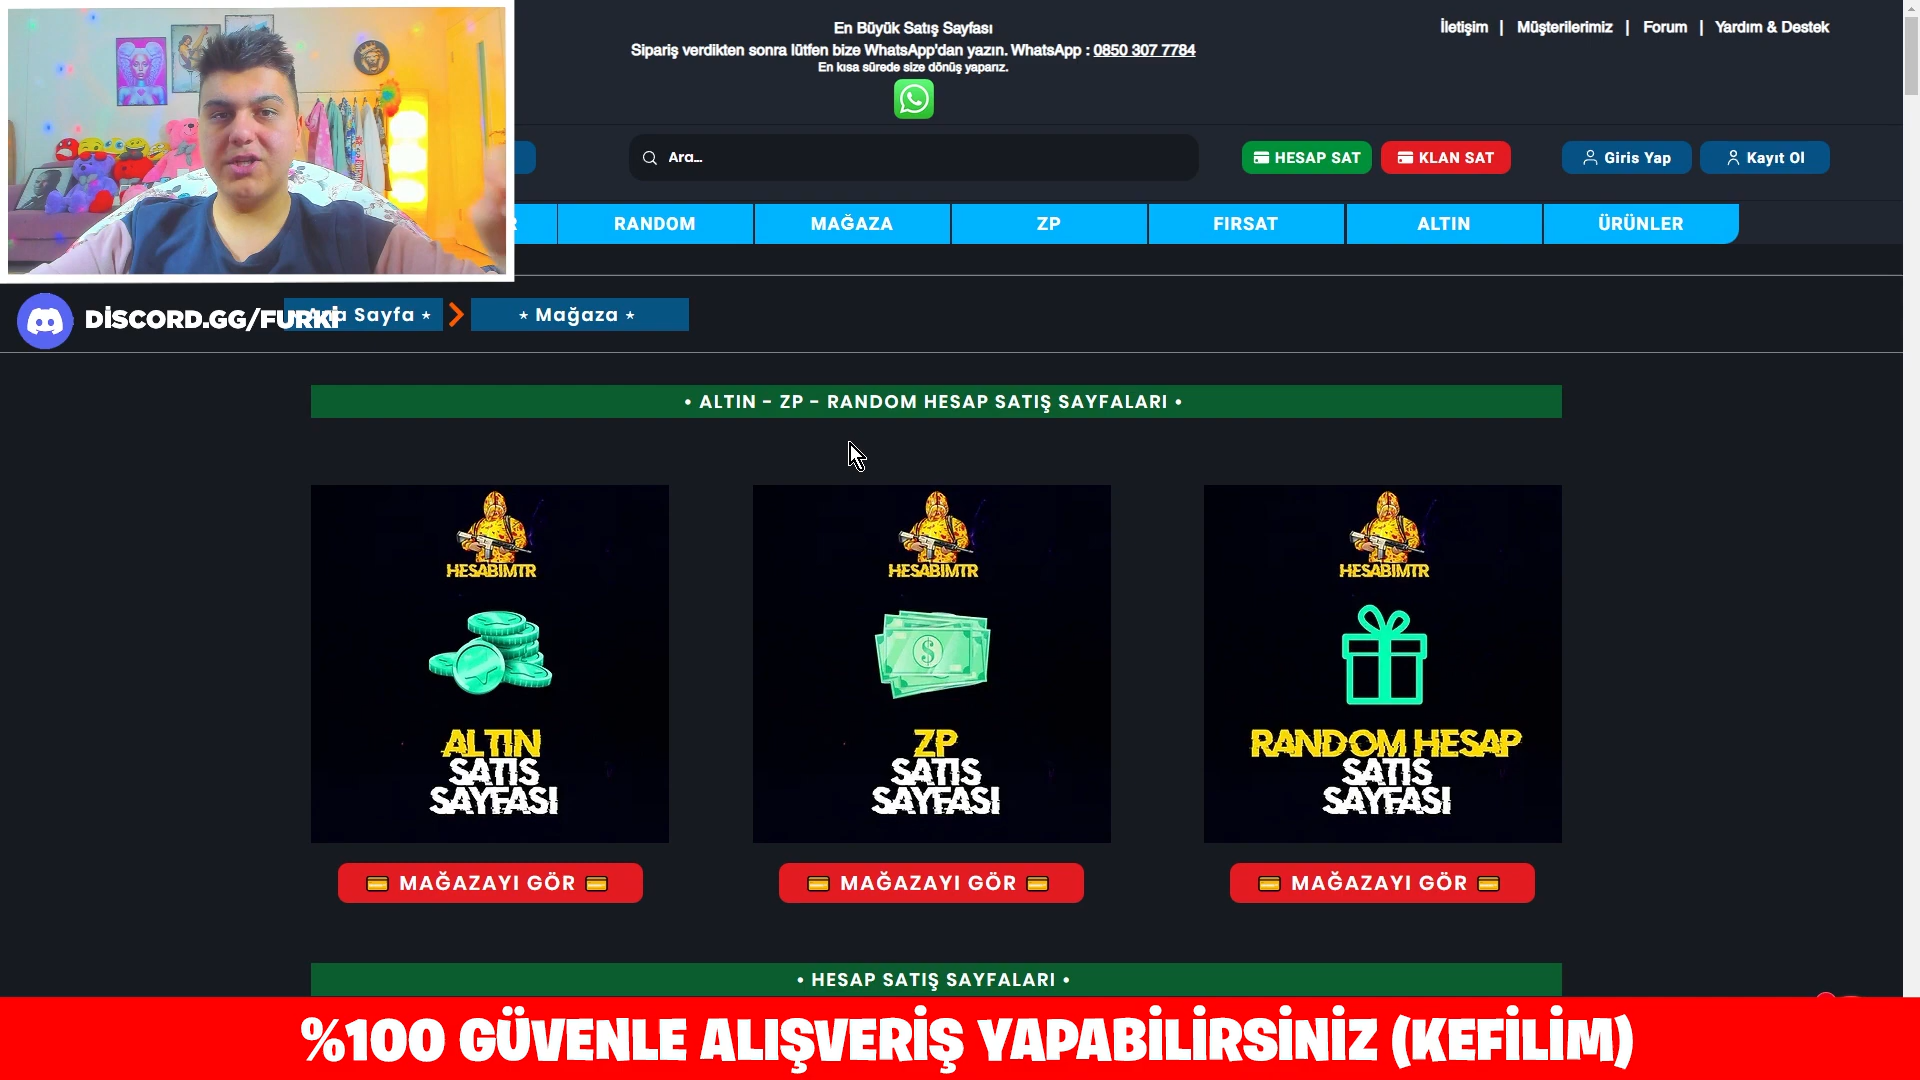 En Büyük Satış Sayfası
Sipariş verdikten sonra lütfen bize WhatsApp'dan yazın. WhatsApp : 0850 307 7784
En kısa sürede size dönüş yaparız.
İletişim | Müşterilerimiz | Forum | Yardım & Destek
Ara...
HESAP SAT
KLAN SAT
Giris Yap
Kayıt Ol
RANDOM
MAĞAZA
ZP
FIRSAT
ALTIN
ÜRÜNLER
DİSCORD.GG/FURKİ
Sayfa ⋆
⋆ Mağaza ⋆
• ALTIN - ZP - RANDOM HESAP SATIŞ SAYFALARI •
HESABIMTR
ALTIN
SATIS
SAYFASI
HESABIMTR
ZP
SATIS
SAYFASI
HESABIMTR
RANDOM HESAP
SATIS
SAYFASI
MAĞAZAYI GÖR
MAĞAZAYI GÖR
MAĞAZAYI GÖR
• HESAP SATIŞ SAYFALARI •
%100 GÜVENLE ALIŞVERİŞ YAPABİLİRSİNİZ (KEFİLİM)